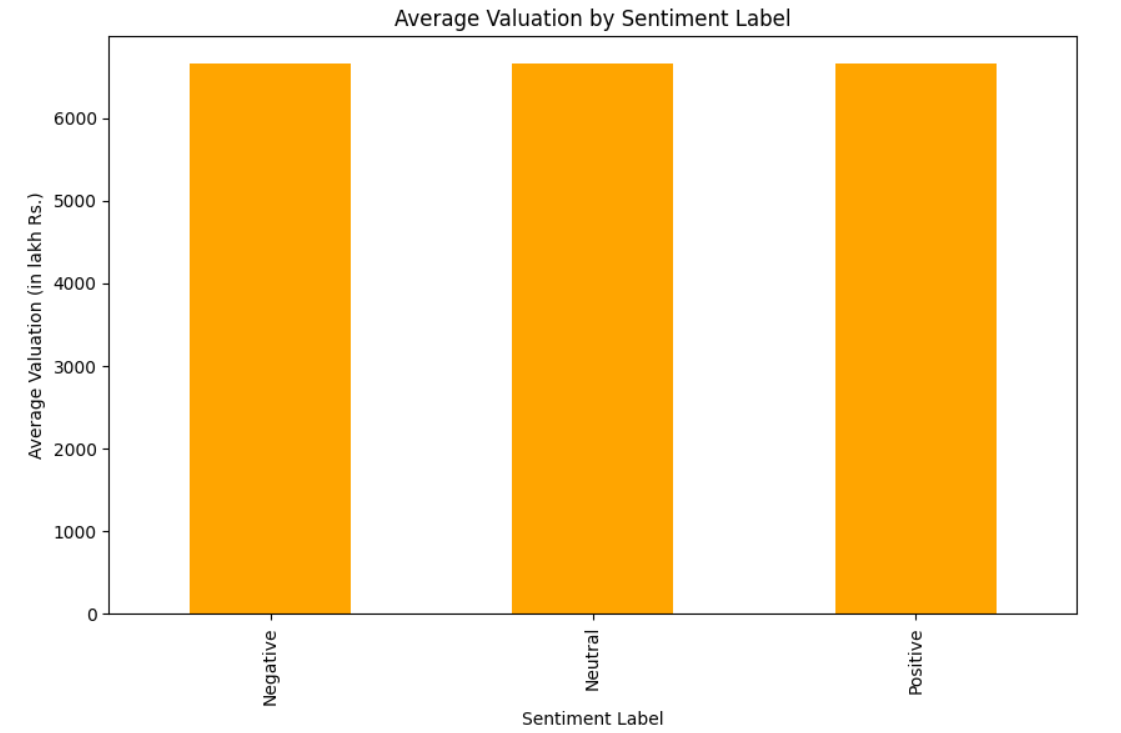 Average Valuation by Sentiment Label
Average Valuation (in lakh Rs.)
6000
5000
4000
3000
2000
1000
0
Negative
Neutral
Positive
Sentiment Label